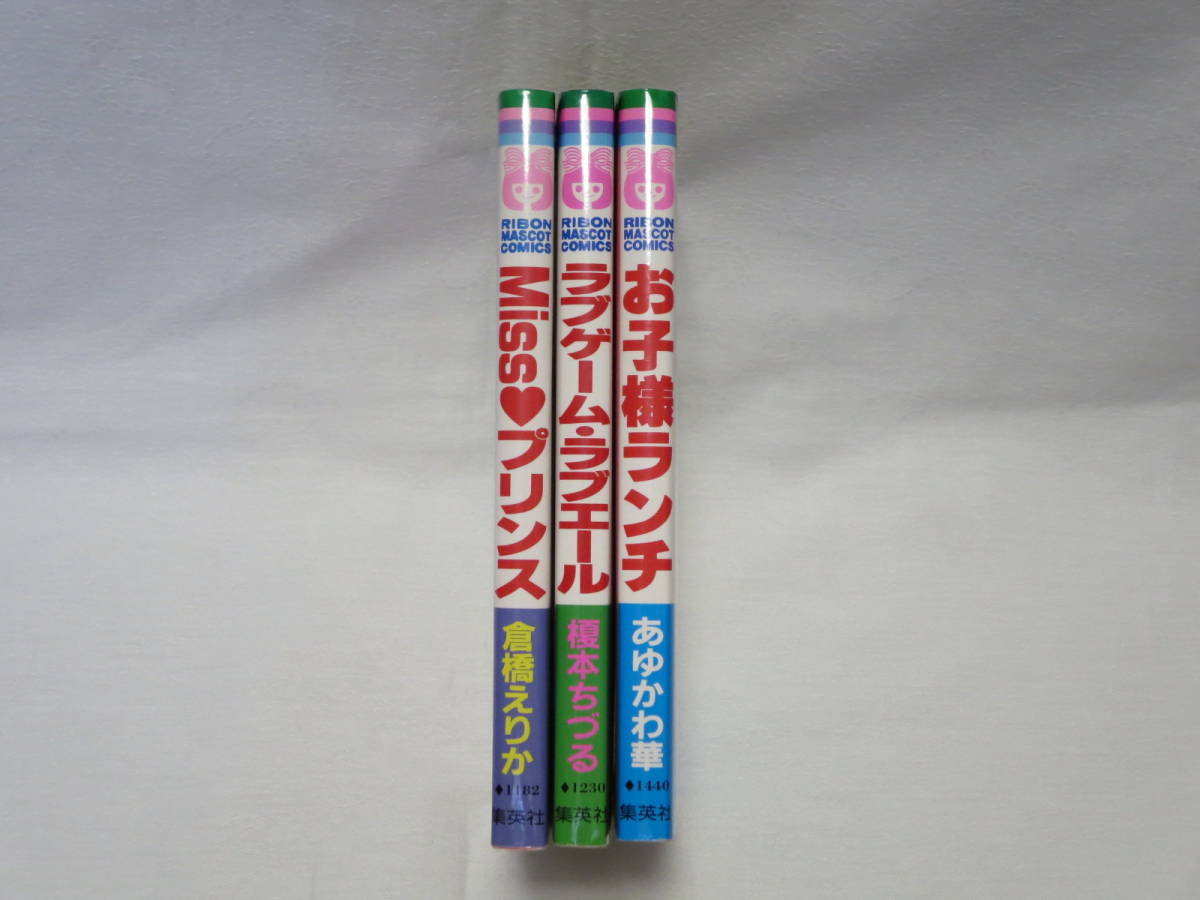 RIBON
MASCOT
COMICS
Miss♥プリンス
倉橋えりか
♦1182
集英社
RIBON
MASCOT
COMICS
ラブゲーム・ラブエール
榎本ちづる
♦1230
集英社
RIBON
MASCOT
COMICS
お子様ランチ
あゆかわ華
♦1440
集英社